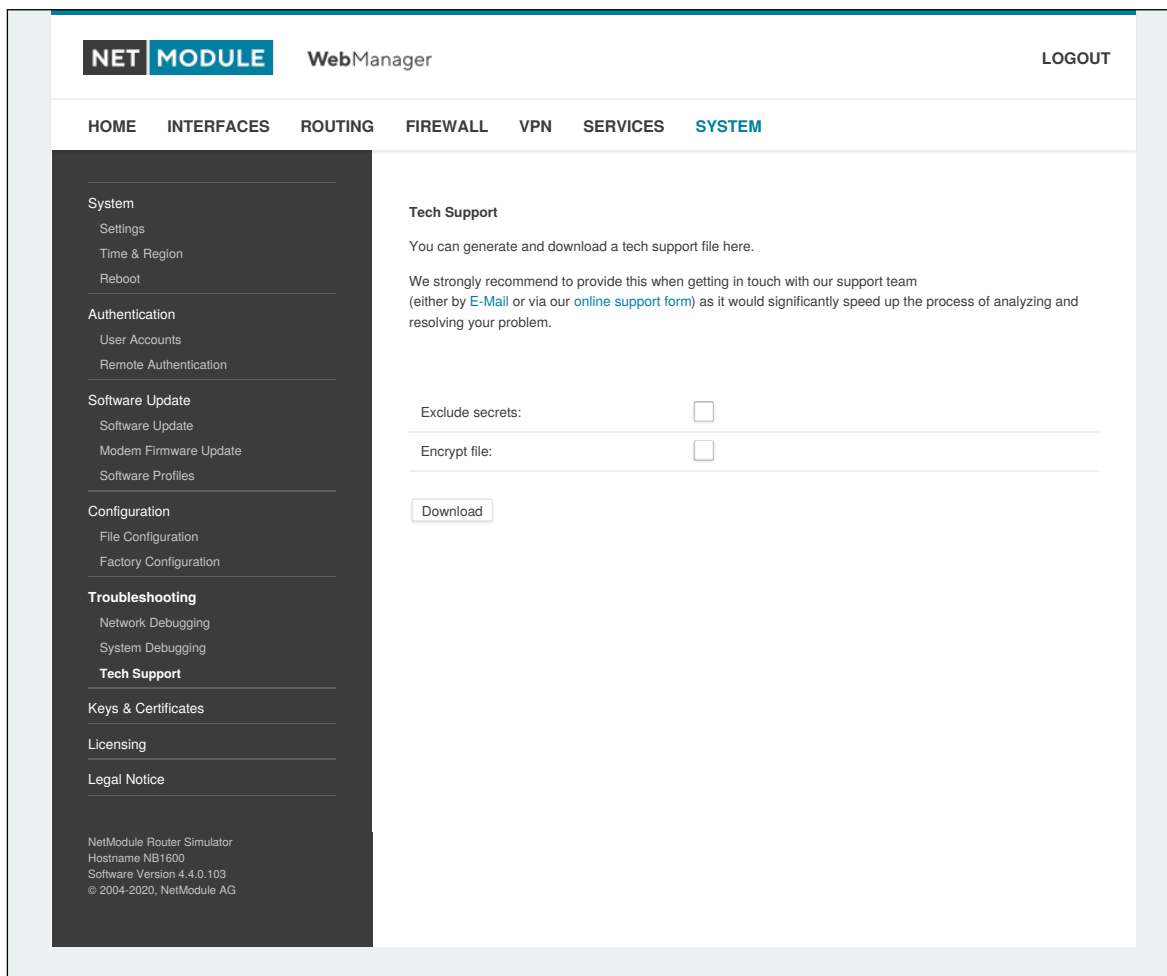 NET MODULE WebManager LOGOUT
HOME INTERFACES ROUTING FIREWALL VPN SERVICES SYSTEM
System
Settings
Time & Region
Reboot
Authentication
User Accounts
Remote Authentication
Software Update
Software Update
Modem Firmware Update
Software Profiles
Configuration
File Configuration
Factory Configuration
Troubleshooting
Network Debugging
System Debugging
Tech Support
Keys & Certificates
Licensing
Legal Notice
NetModule Router Simulator
Hostname NB1600
Software Version 4.4.0.103
© 2004-2020, NetModule AG
Tech Support
You can generate and download a tech support file here.
We strongly recommend to provide this when getting in touch with our support team
(either by E-Mail or via our online support form) as it would significantly speed up the process of analyzing and
resolving your problem.
Exclude secrets:
Encrypt file:
Download